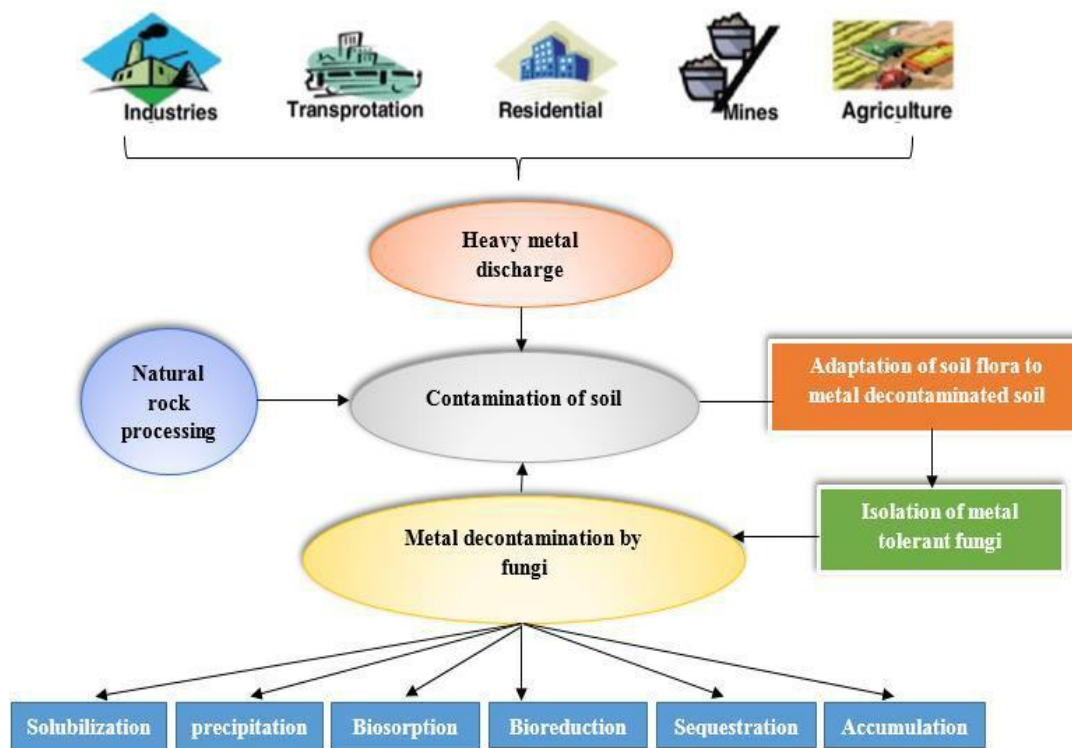 Industries
Transprotation
Residential
Mines
Agriculture
Heavy metal
discharge
Natural
rock
processing
Contamination of soil
Adaptation of soil flora to
metal decontaminated soil
Isolation of metal
tolerant fungi
Metal decontamination by
fungi
Solubilization
precipitation
Biosorption
Bioreduction
Sequestration
Accumulation